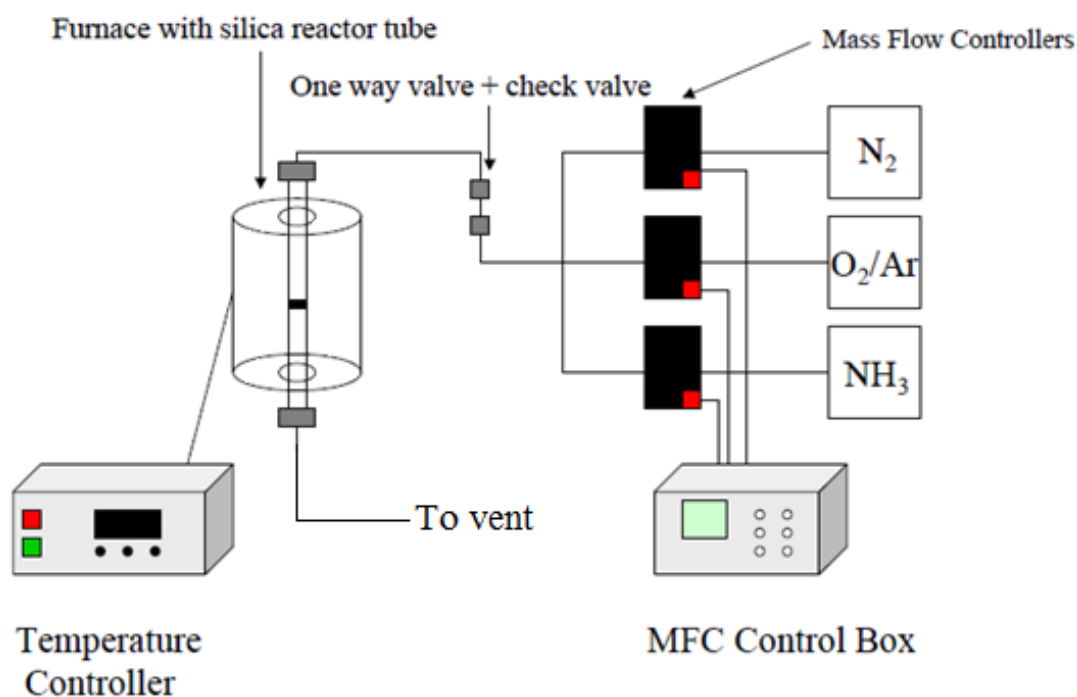 Furnace with silica reactor tube
Mass Flow Controllers
One way valve + check valve
N₂
O₂/Ar
NH₃
To vent
Temperature
Controller
MFC Control Box